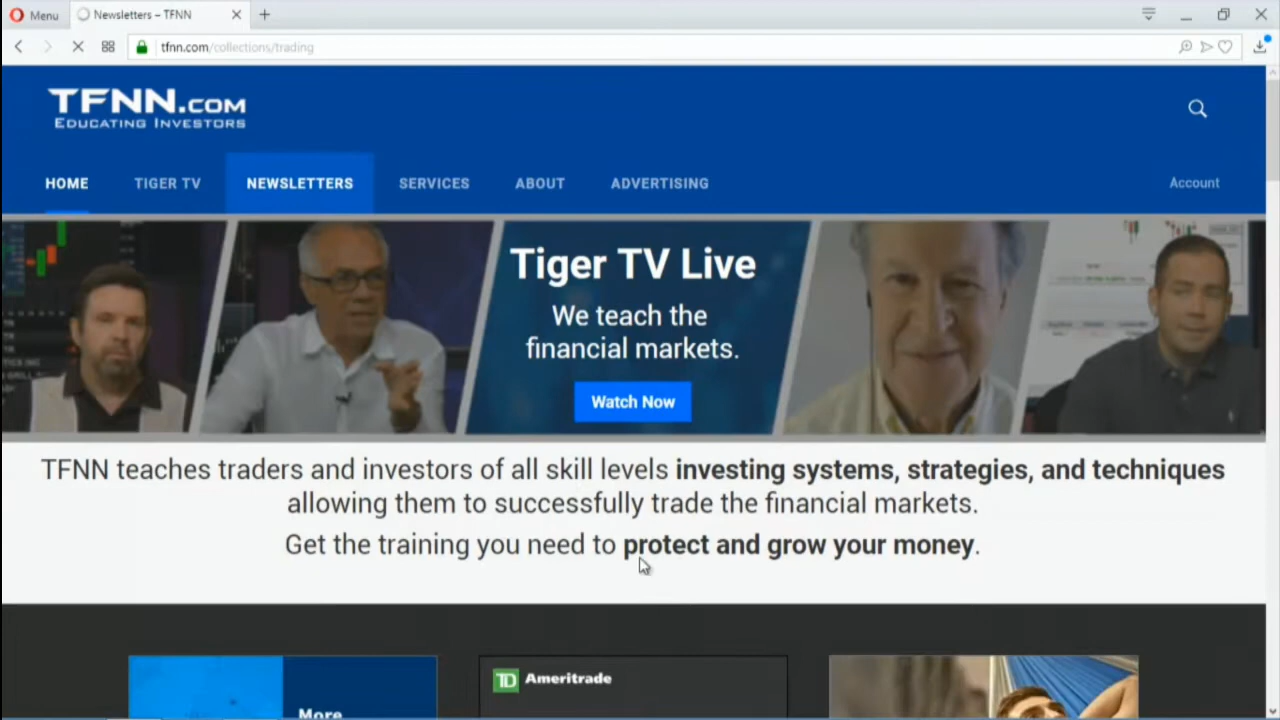 Menu
Newsletters – TFNN
tfnn.com/collections/trading
TFNN.COM
EDUCATING INVESTORS
HOME
TIGER TV
NEWSLETTERS
SERVICES
ABOUT
ADVERTISING
Account
Tiger TV Live
We teach the
financial markets.
Watch Now
TFNN teaches traders and investors of all skill levels investing systems, strategies, and techniques
allowing them to successfully trade the financial markets.
Get the training you need to protect and grow your money.
More
TD Ameritrade